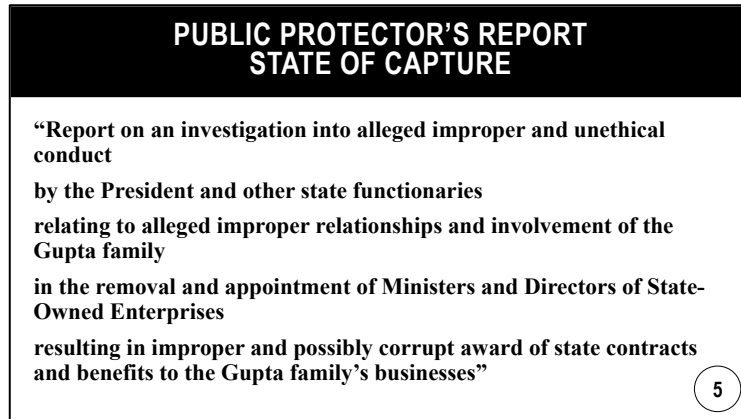 PUBLIC PROTECTOR’S REPORT
STATE OF CAPTURE
“Report on an investigation into alleged improper and unethical
conduct
by the President and other state functionaries
relating to alleged improper relationships and involvement of the
Gupta family
in the removal and appointment of Ministers and Directors of State-
Owned Enterprises
resulting in improper and possibly corrupt award of state contracts
and benefits to the Gupta family’s businesses”
5